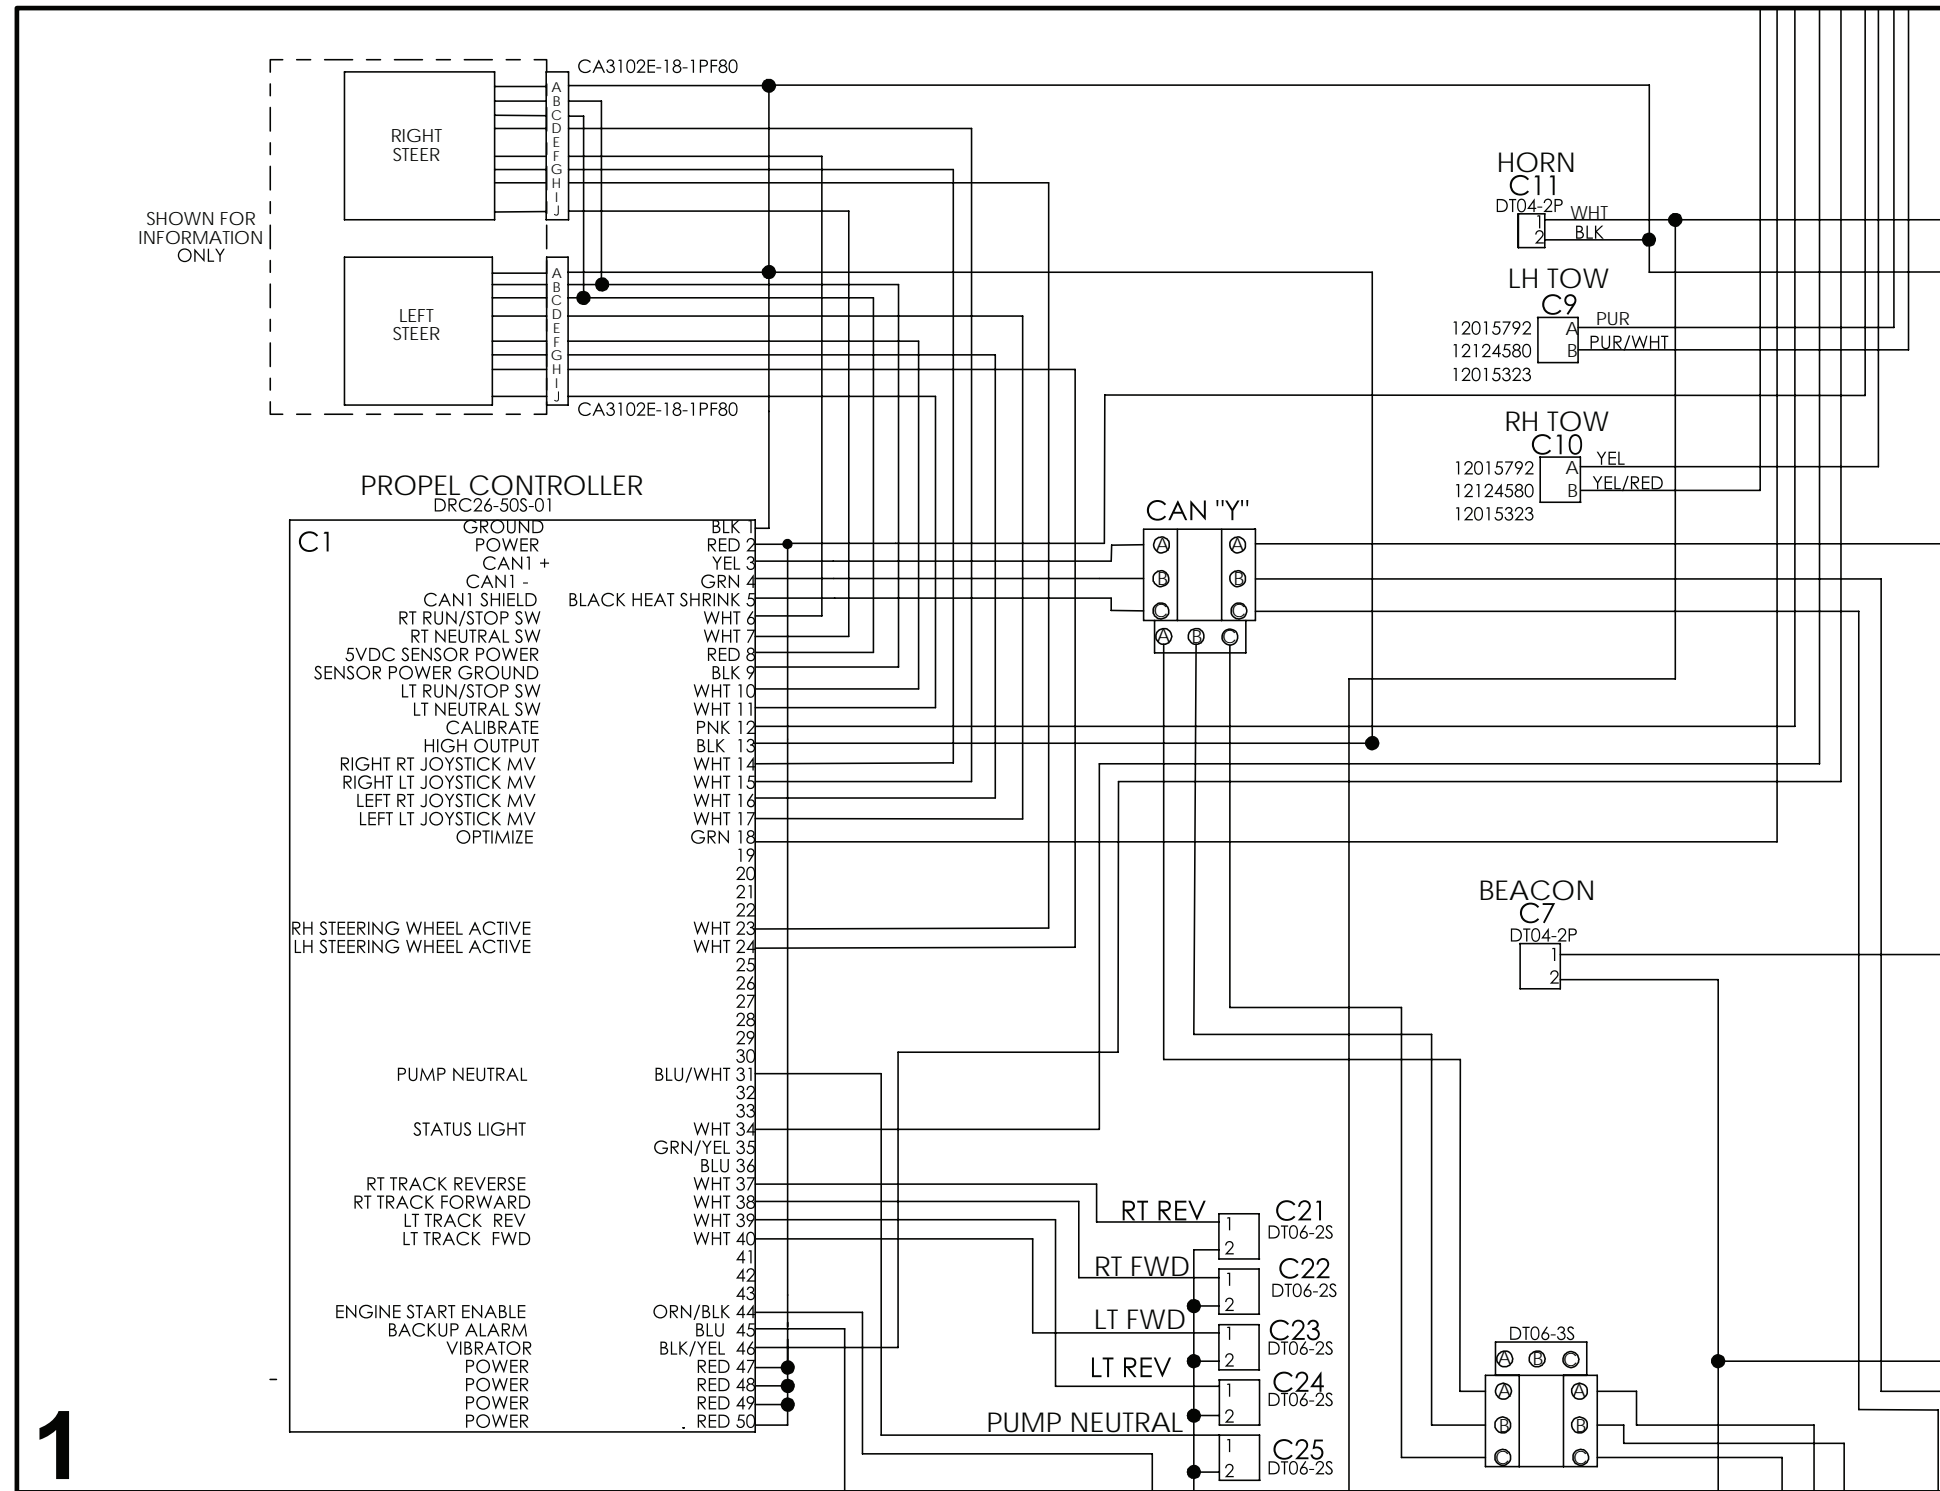 CA3102E-18-1PF80
RIGHT
STEER
A
B
C
D
E
F
G
H
I
J
SHOWN FOR
INFORMATION
ONLY
LEFT
STEER
A
B
C
D
E
F
G
H
I
J
CA3102E-18-1PF80
HORN
C11
DT04-2P
1 WHT
2 BLK
LH TOW
C9
12015792 A PUR
12124580 B PUR/WHT
12015323
RH TOW
C10
12015792 A YEL
12124580 B YEL/RED
12015323
PROPEL CONTROLLER
DRC26-50S-01
C1
GROUND BLK 1
POWER RED 2
CAN1 + YEL 3
CAN1 - GRN 4
CAN1 SHIELD BLACK HEAT SHRINK 5
RT RUN/STOP SW WHT 6
RT NEUTRAL SW WHT 7
5VDC SENSOR POWER RED 8
SENSOR POWER GROUND BLK 9
LT RUN/STOP SW WHT 10
LT NEUTRAL SW WHT 11
CALIBRATE PNK 12
HIGH OUTPUT BLK 13
RIGHT RT JOYSTICK MV WHT 14
RIGHT LT JOYSTICK MV WHT 15
LEFT RT JOYSTICK MV WHT 16
LEFT LT JOYSTICK MV WHT 17
OPTIMIZE GRN 18
19
20
21
22
RH STEERING WHEEL ACTIVE WHT 23
LH STEERING WHEEL ACTIVE WHT 24
25
26
27
28
29
30
PUMP NEUTRAL BLU/WHT 31
32
33
STATUS LIGHT WHT 34
GRN/YEL 35
BLU 36
RT TRACK REVERSE WHT 37
RT TRACK FORWARD WHT 38
LT TRACK REV WHT 39
LT TRACK FWD WHT 40
41
42
43
ENGINE START ENABLE ORN/BLK 44
BACKUP ALARM BLU 45
VIBRATOR BLK/YEL 46
POWER RED 47
POWER RED 48
POWER RED 49
POWER RED 50
CAN "Y"
A A
B B
C C
A B C
BEACON
C7
DT04-2P
1
2
RT REV 1 C21
2 DT06-2S
RT FWD 1 C22
2 DT06-2S
LT FWD 1 C23
2 DT06-2S
LT REV 1 C24
2 DT06-2S
PUMP NEUTRAL 1 C25
2 DT06-2S
DT06-3S
A B C
A A
B B
C C
1